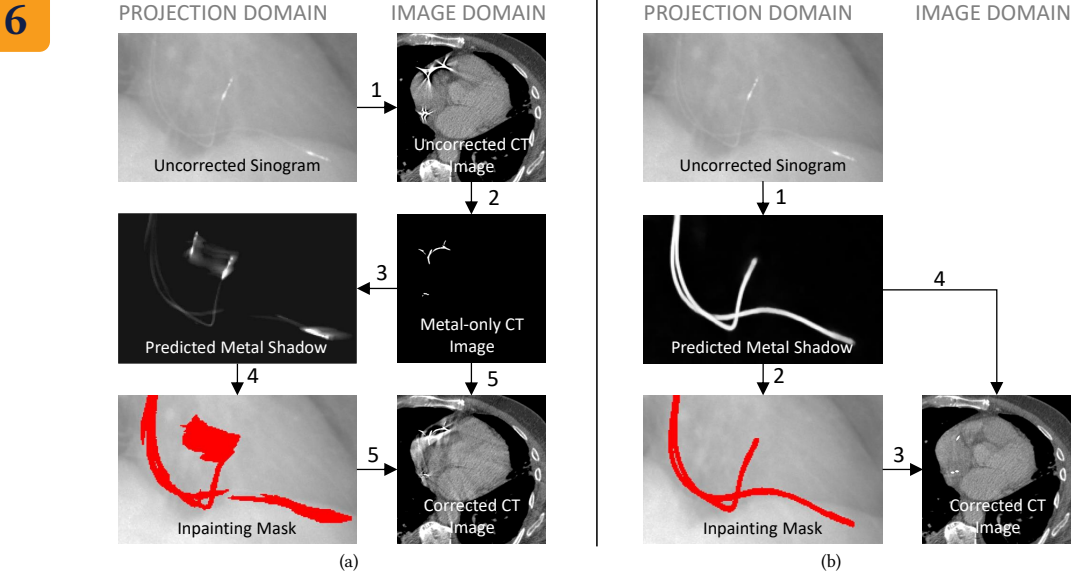 6
PROJECTION DOMAIN
IMAGE DOMAIN
Uncorrected Sinogram
1
Uncorrected CT
Image
2
Predicted Metal Shadow
3
Metal-only CT
Image
4
5
Inpainting Mask
5
Corrected CT
Image
(a)
PROJECTION DOMAIN
IMAGE DOMAIN
Uncorrected Sinogram
1
Predicted Metal Shadow
4
2
Inpainting Mask
3
Corrected CT
Image
(b)